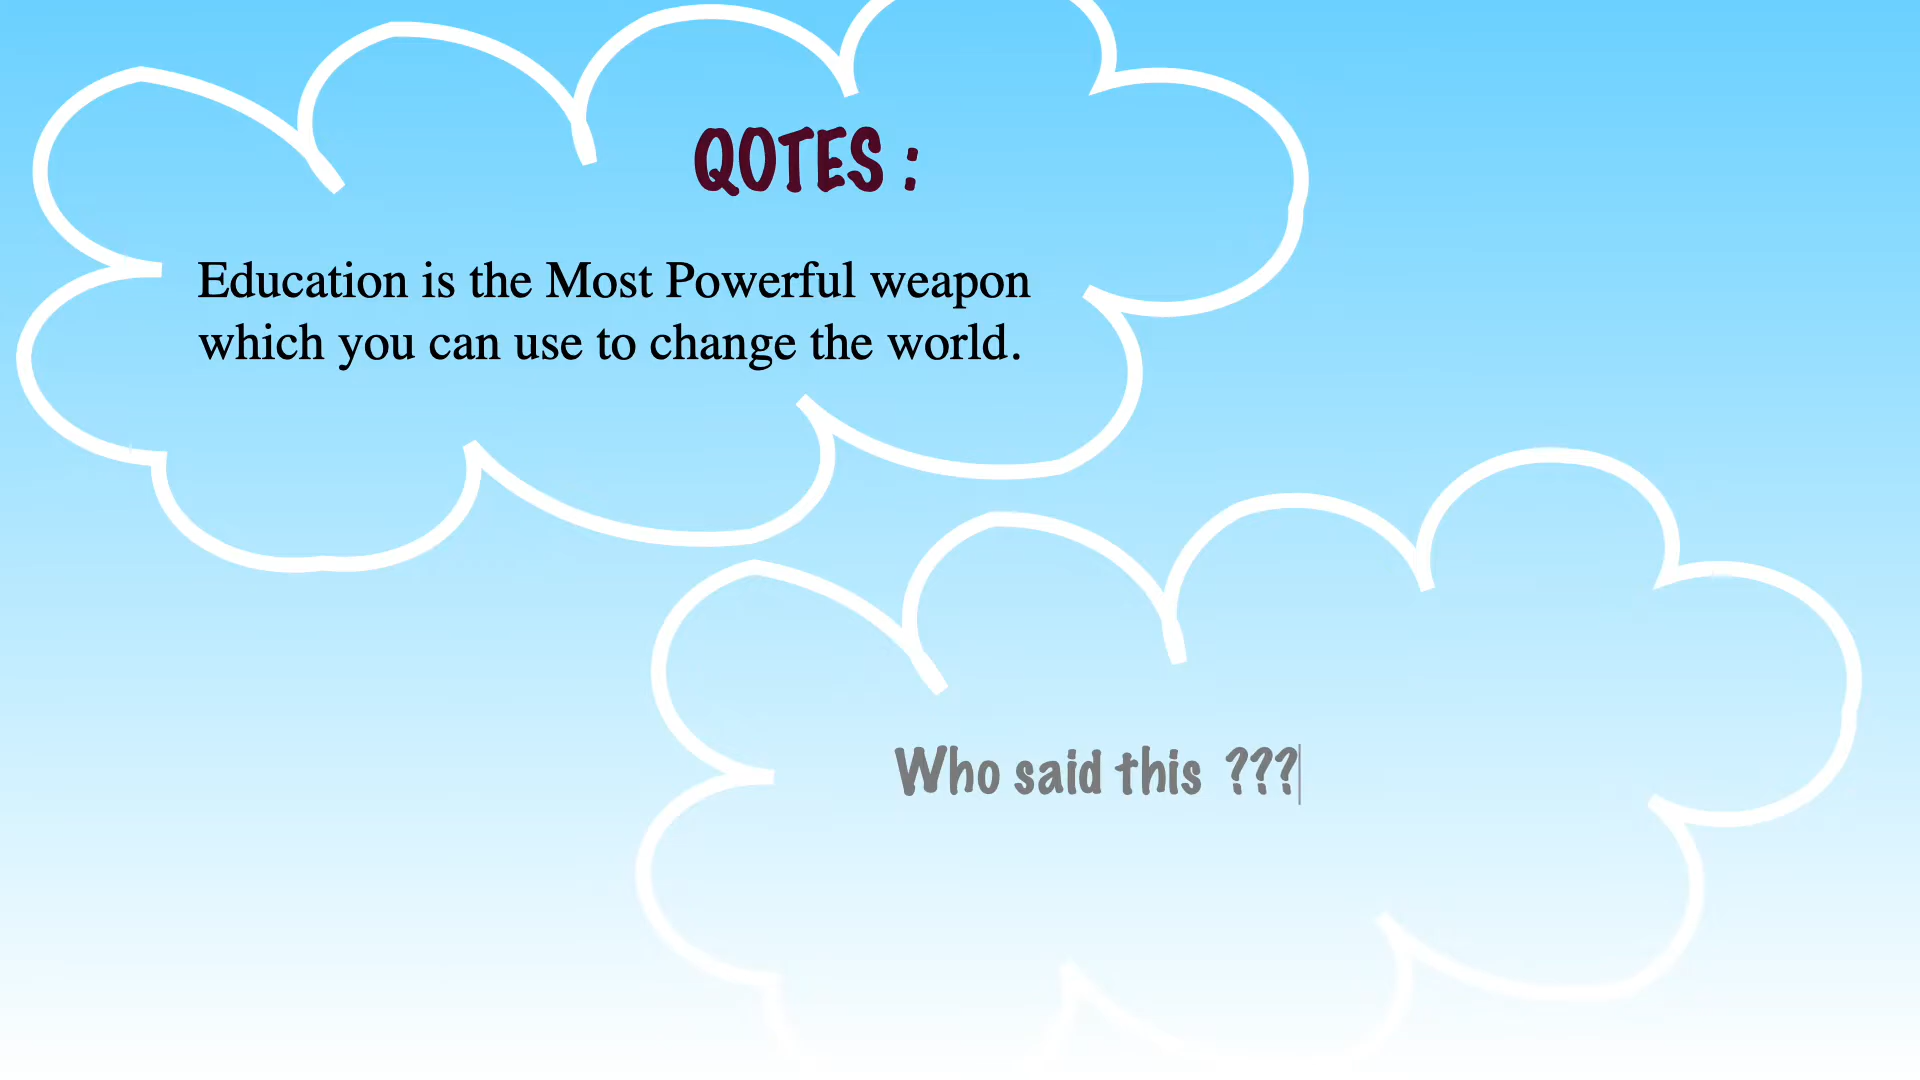 QOTES :
Education is the Most Powerful weapon
which you can use to change the world.
Who said this ???